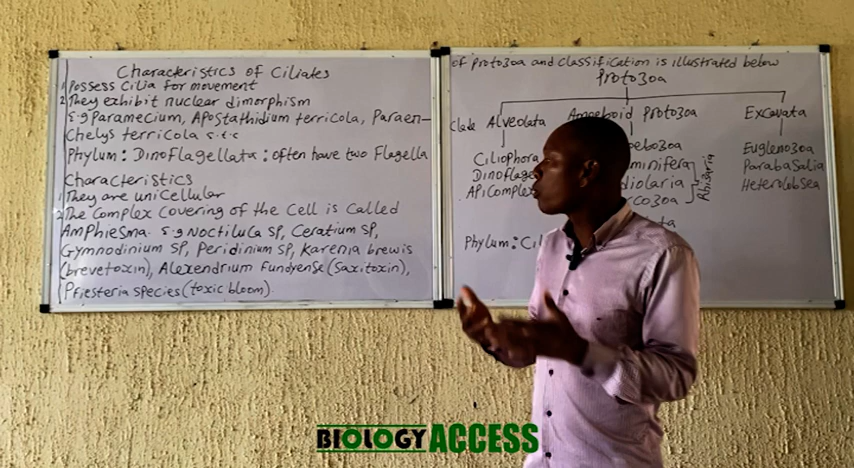 Characteristics of Ciliates
1 Possess Cilia for movement
2 They exhibit nuclear dimorphism
E.g Paramecium, Apostathidium terricola, Paraen-
chelys terricola e.t.c
Phylum: Dinoflagellata: often have two Flagella
Characteristics
1 They are unicellular
2 The complex covering of the cell is called
Amphiesma. E.g Noctiluca sp, Ceratium sp,
Gymnodinium sp, Peridinium sp, Karenia brewis
(brevetoxin), Alexendrium Fundyense (saxitoxin),
Pfiesteria species (toxic bloom).
of protozoa and classification is illustrated below
Protozoa
Clade Alveolata Amoeboid Protozoa Excavata
Ciliophora Euglenozoa
Parabasalia
Heterolobsea
Rhizaria
Phylum:
BIOLOGY ACCESS